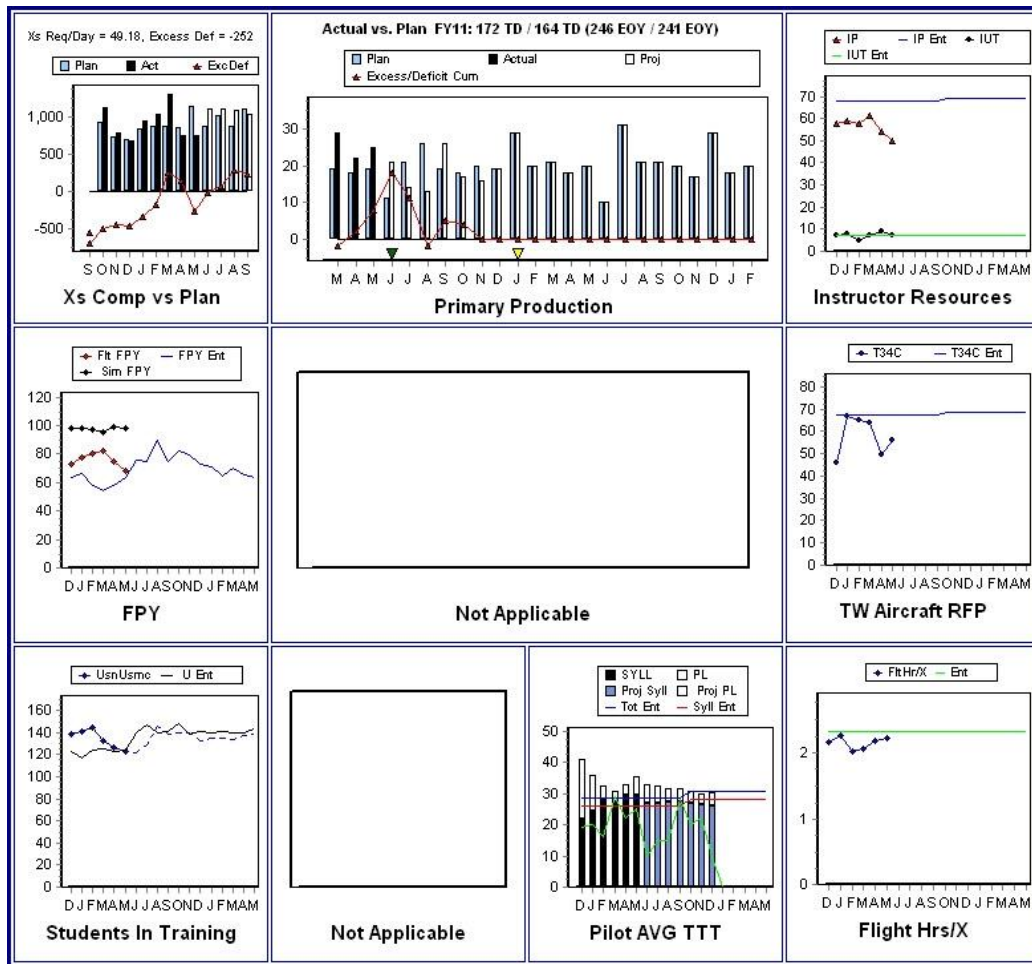 Xs Req/Day = 49.18, Excess Def = -252
Plan Act ExcDef
1,000
500
0
-500
S O N D J F M A M J J A S
Xs Comp vs Plan
Actual vs. Plan FY11: 172 TD / 164 TD (246 EOY / 241 EOY)
Plan Actual Proj
Excess/Deficit Cum
30
20
10
0
M A M J J A S O N D J F M A M J J A S O N D J F
Primary Production
IP IP Ent IUT
IUT Ent
70
60
50
40
30
20
10
0
D J F M A M J J A S O N D J F M A M
Instructor Resources
Flt FPY FPY Ent
Sim FPY
120
100
80
60
40
20
0
D J F M A M J J A S O N D J F M A M
FPY
Not Applicable
T34C T34C Ent
80
70
60
50
40
30
20
10
0
D J F M A M J J A S O N D J F M A M
TW Aircraft RFP
UsnUsmc U Ent
160
140
120
100
80
60
40
20
0
D J F M A M J J A S O N D J F M A M
Students In Training
Not Applicable
SYLL PL
Proj Syll Proj PL
Tot Ent Syll Ent
50
40
30
20
10
0
D J F M A M J J A S O N D J F M A M
Pilot AVG TTT
FltHr/X Ent
2
1
0
D J F M A M J J A S O N D J F M A M
Flight Hrs/X